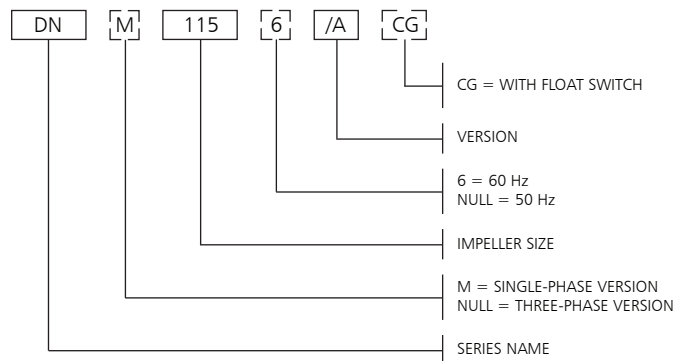 DN M 115 6 /A CG
CG = WITH FLOAT SWITCH
VERSION
6 = 60 Hz
NULL = 50 Hz
IMPELLER SIZE
M = SINGLE-PHASE VERSION
NULL = THREE-PHASE VERSION
SERIES NAME